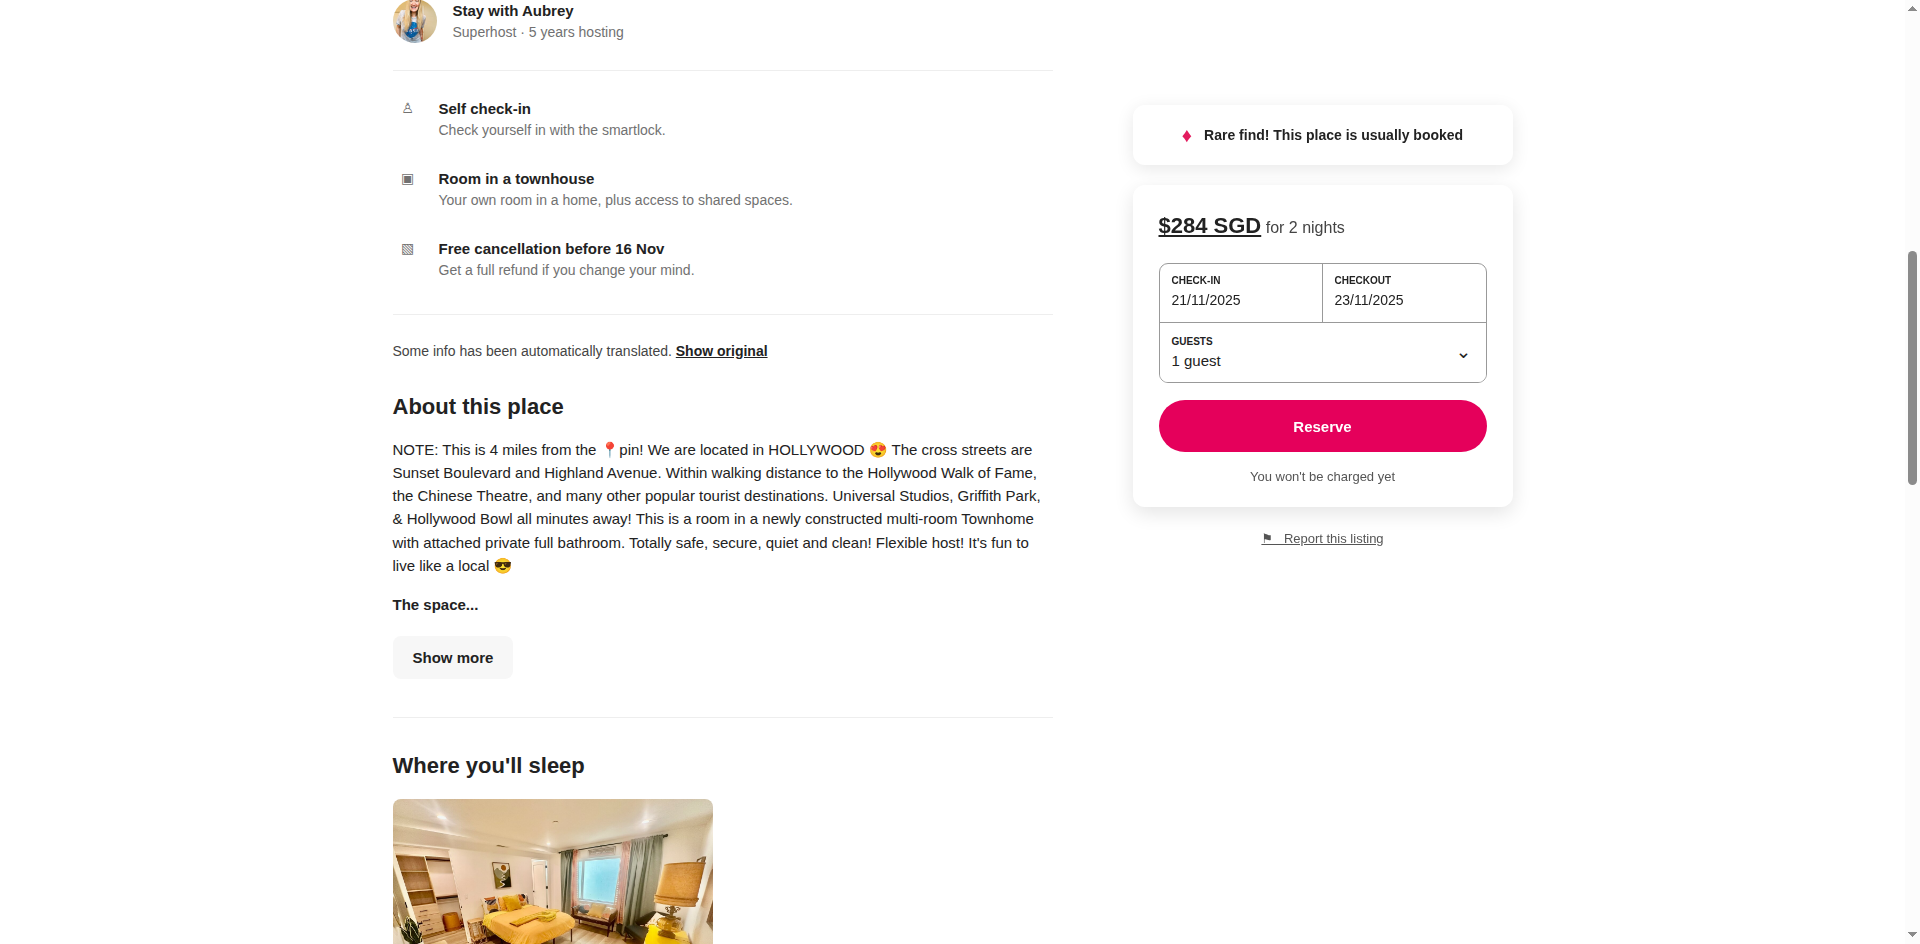 Stay with Aubrey
Superhost · 5 years hosting
Self check-in
Check yourself in with the smartlock.
Room in a townhouse
Your own room in a home, plus access to shared spaces.
Free cancellation before 16 Nov
Get a full refund if you change your mind.
Some info has been automatically translated. Show original
About this place
NOTE: This is 4 miles from the 📍pin! We are located in HOLLYWOOD 😍 The cross streets are
Sunset Boulevard and Highland Avenue. Within walking distance to the Hollywood Walk of Fame,
the Chinese Theatre, and many other popular tourist destinations. Universal Studios, Griffith Park,
& Hollywood Bowl all minutes away! This is a room in a newly constructed multi-room Townhome
with attached private full bathroom. Totally safe, secure, quiet and clean! Flexible host! It's fun to
live like a local 😎
The space...
Show more
Where you'll sleep
Rare find! This place is usually booked
$284 SGD for 2 nights
CHECK-IN
21/11/2025
CHECKOUT
23/11/2025
GUESTS
1 guest
Reserve
You won't be charged yet
Report this listing